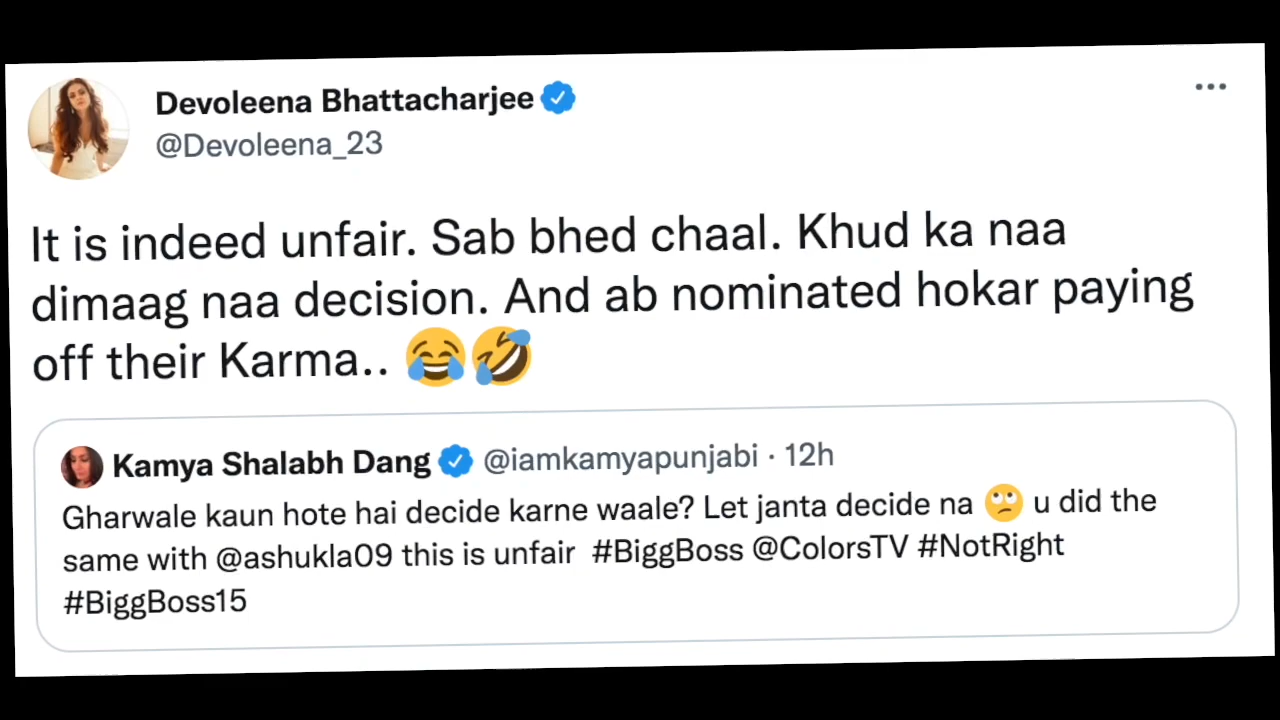 Devoleena Bhattacharjee
@Devoleena_23
It is indeed unfair. Sab bhed chaal. Khud ka naa
dimaag naa decision. And ab nominated hokar paying
off their Karma.. 😂🤣
Kamya Shalabh Dang @iamkamyapunjabi · 12h
Gharwale kaun hote hai decide karne waale? Let janta decide na 🙄 u did the
same with @ashukla09 this is unfair #BiggBoss @ColorsTV #NotRight
#BiggBoss15